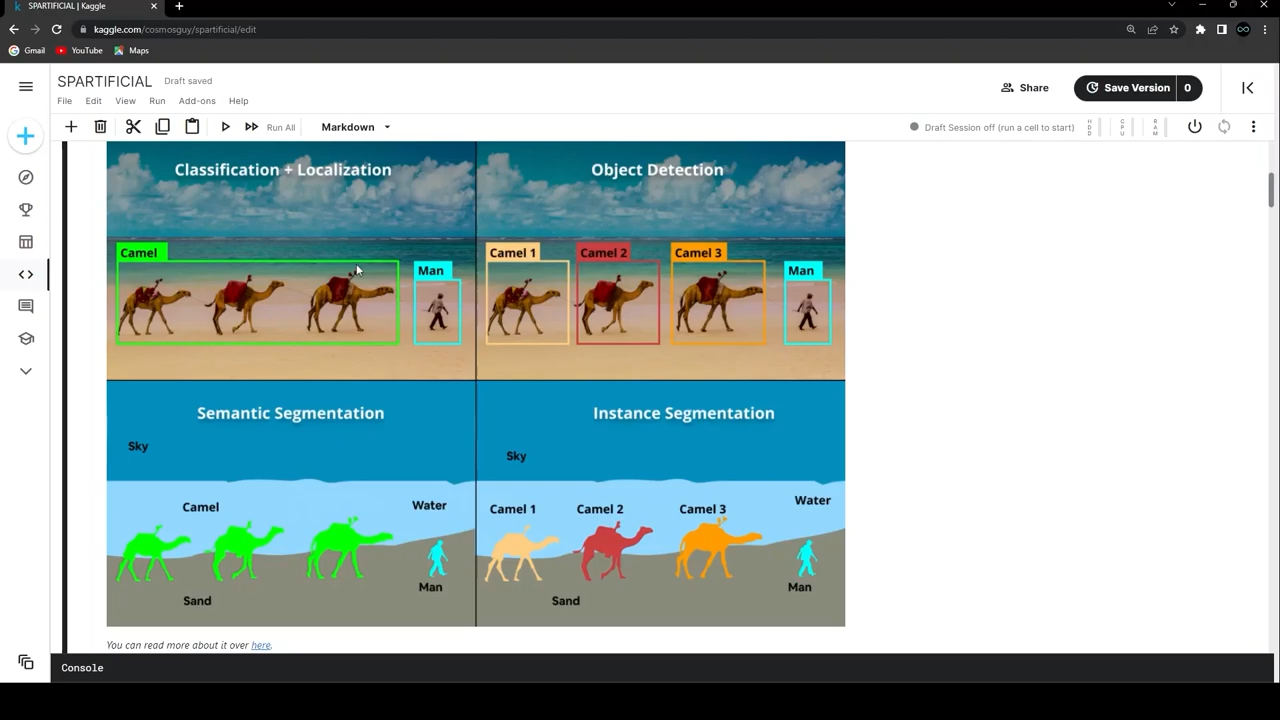 SPARTIFICIAL | Kaggle
kaggle.com/cosmosguy/spartificial/edit
Gmail YouTube Maps
SPARTIFICIAL Draft saved
File Edit View Run Add-ons Help
Share
Save Version 0
Run All Markdown
Draft Session off (run a cell to start) HDD CPU RAM
Classification + Localization
Camel
Man
Object Detection
Camel 1 Camel 2 Camel 3
Man
Semantic Segmentation
Sky
Camel
Water
Man
Sand
Instance Segmentation
Sky
Water
Camel 1 Camel 2 Camel 3
Man
Sand
You can read more about it over here.
Console